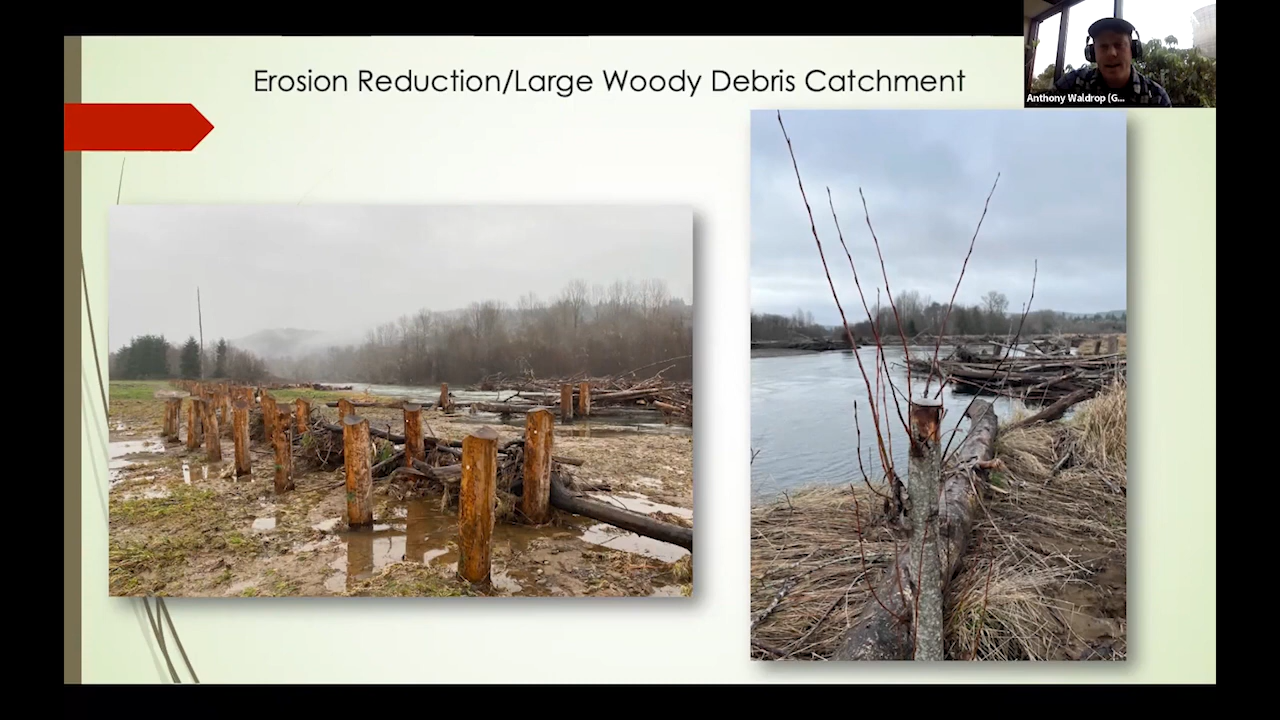 Erosion Reduction/Large Woody Debris Catchment
Anthony Waldrop (G...